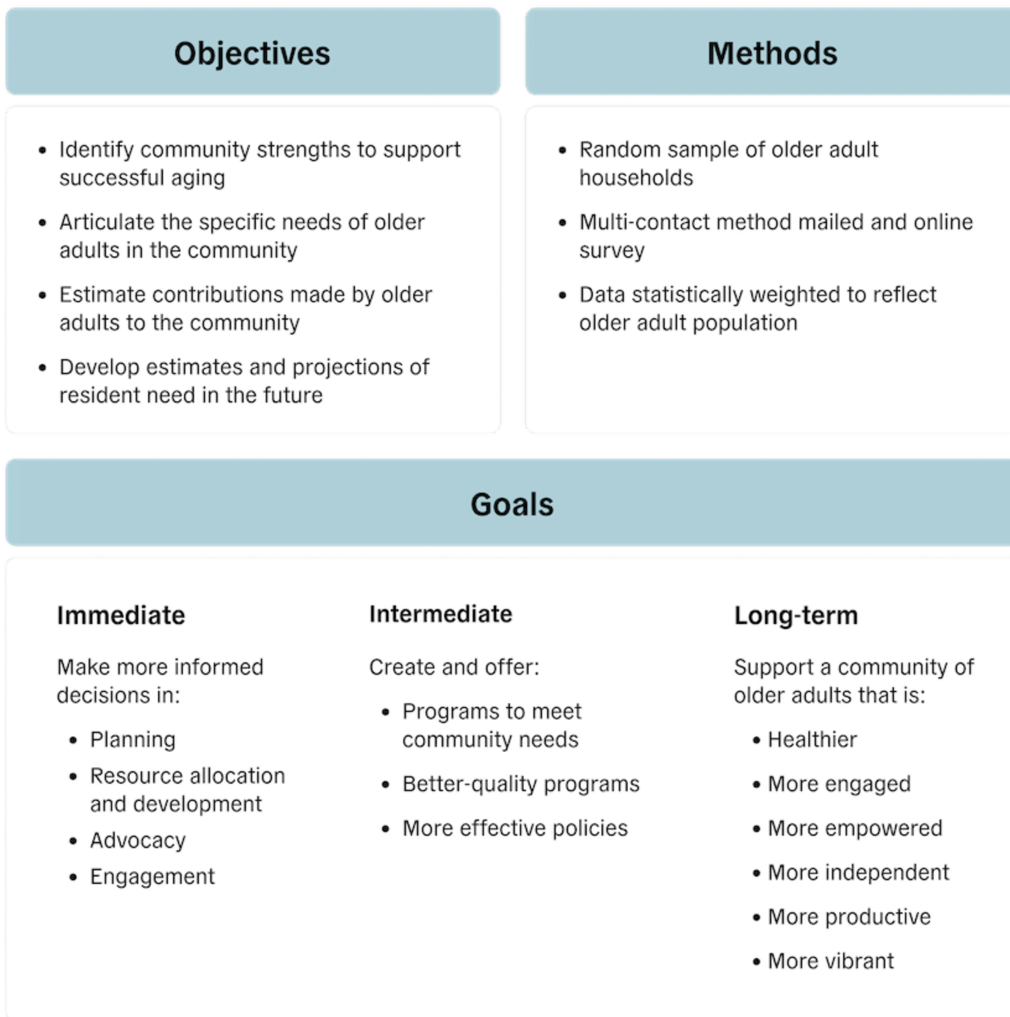 Objectives
• Identify community strengths to support
successful aging
• Articulate the specific needs of older
adults in the community
• Estimate contributions made by older
adults to the community
• Develop estimates and projections of
resident need in the future
Methods
• Random sample of older adult
households
• Multi-contact method mailed and online
survey
• Data statistically weighted to reflect
older adult population
Goals
Immediate
Make more informed
decisions in:
• Planning
• Resource allocation
and development
• Advocacy
• Engagement
Intermediate
Create and offer:
• Programs to meet
community needs
• Better-quality programs
• More effective policies
Long-term
Support a community of
older adults that is:
• Healthier
• More engaged
• More empowered
• More independent
• More productive
• More vibrant